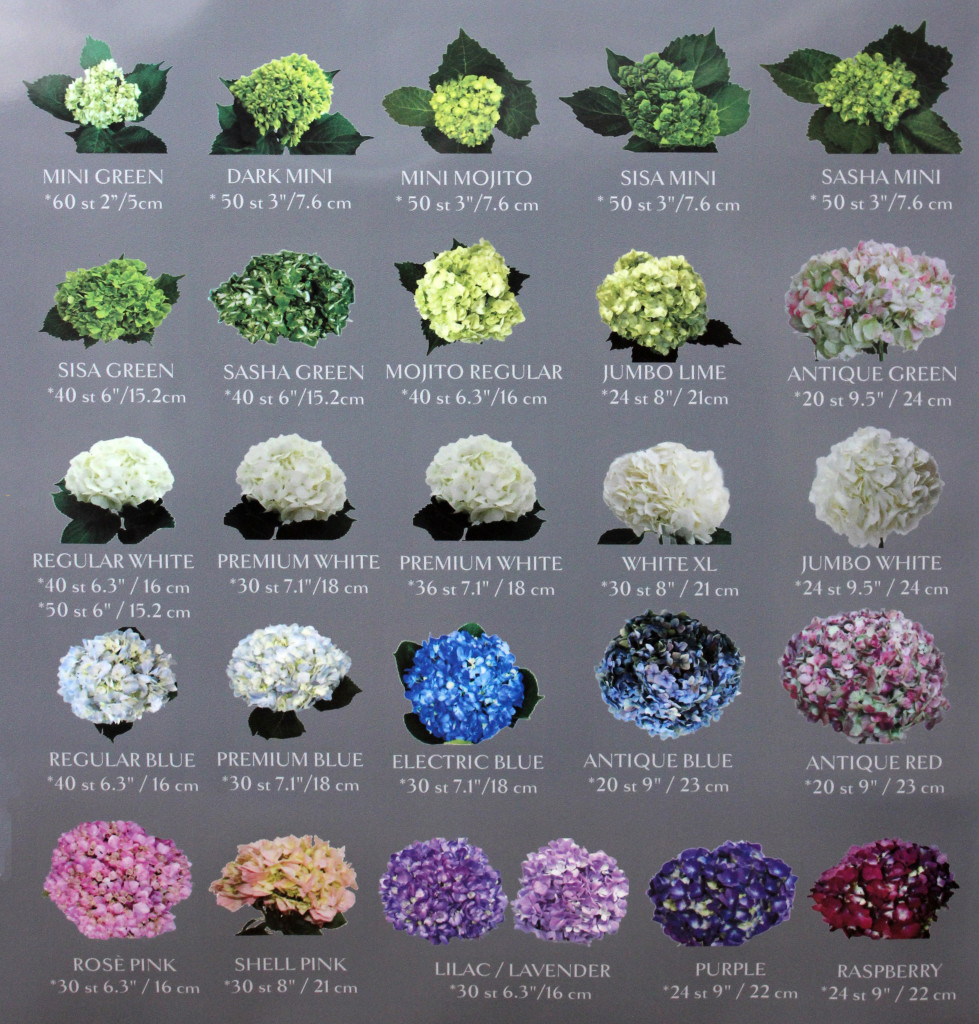 MINI GREEN
*60 st 2”/5cm
DARK MINI
* 50 st 3"/7.6 cm
MINI MOJITO
* 50 st 3"/7.6 cm
SISA MINI
* 50 st 3"/7.6 cm
SASHA MINI
* 50 st 3"/7.6 cm
SISA GREEN
*40 st 6”/15.2cm
SASHA GREEN
*40 st 6”/15.2cm
MOJITO REGULAR
*40 st 6.3"/16 cm
JUMBO LIME
*24 st 8"/ 21cm
ANTIQUE GREEN
*20 st 9.5" / 24 cm
REGULAR WHITE
*40 st 6.3" / 16 cm
*50 st 6" / 15.2 cm
PREMIUM WHITE
*30 st 7.1"/18 cm
PREMIUM WHITE
*36 st 7.1" / 18 cm
WHITE XL
*30 st 8" / 21 cm
JUMBO WHITE
*24 st 9.5" / 24 cm
REGULAR BLUE
*40 st 6.3" / 16 cm
PREMIUM BLUE
*30 st 7.1"/18 cm
ELECTRIC BLUE
*30 st 7.1"/18 cm
ANTIQUE BLUE
*20 st 9" / 23 cm
ANTIQUE RED
*20 st 9" / 23 cm
ROSÈ PINK
*30 st 6.3" / 16 cm
SHELL PINK
*30 st 8" / 21 cm
LILAC / LAVENDER
*30 st 6.3"/16 cm
PURPLE
*24 st 9" / 22 cm
RASPBERRY
*24 st 9" / 22 cm